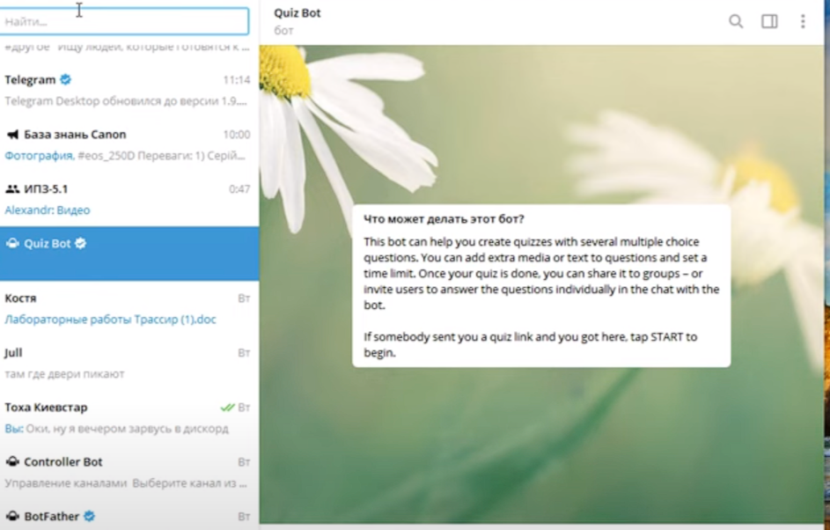 Найти...
#другое Ищу людей, которые готовятся к ...
Telegram 11:14
Telegram Desktop обновился до версии 1.9....
База знань Canon 10:00
Фотография, #eos_250D Переваги: 1) Серій...
ИПЗ-5.1 0:47
Alexandr: Видео
Quiz Bot
Костя Вт
Лабораторные работы Трассир (1).doc
Jull Вт
там где двери пикают
Тоха Киевстар Вт
Вы: Оки, ну я вечером зарвусь в дискорд
Controller Bot Вт
Управление каналами Выберите канал из ...
BotFather Вт
Quiz Bot
бот
Что может делать этот бот?
This bot can help you create quizzes with several multiple choice
questions. You can add extra media or text to questions and set a
time limit. Once your quiz is done, you can share it to groups – or
invite users to answer the questions individually in the chat with the
bot.
If somebody sent you a quiz link and you got here, tap START to
begin.